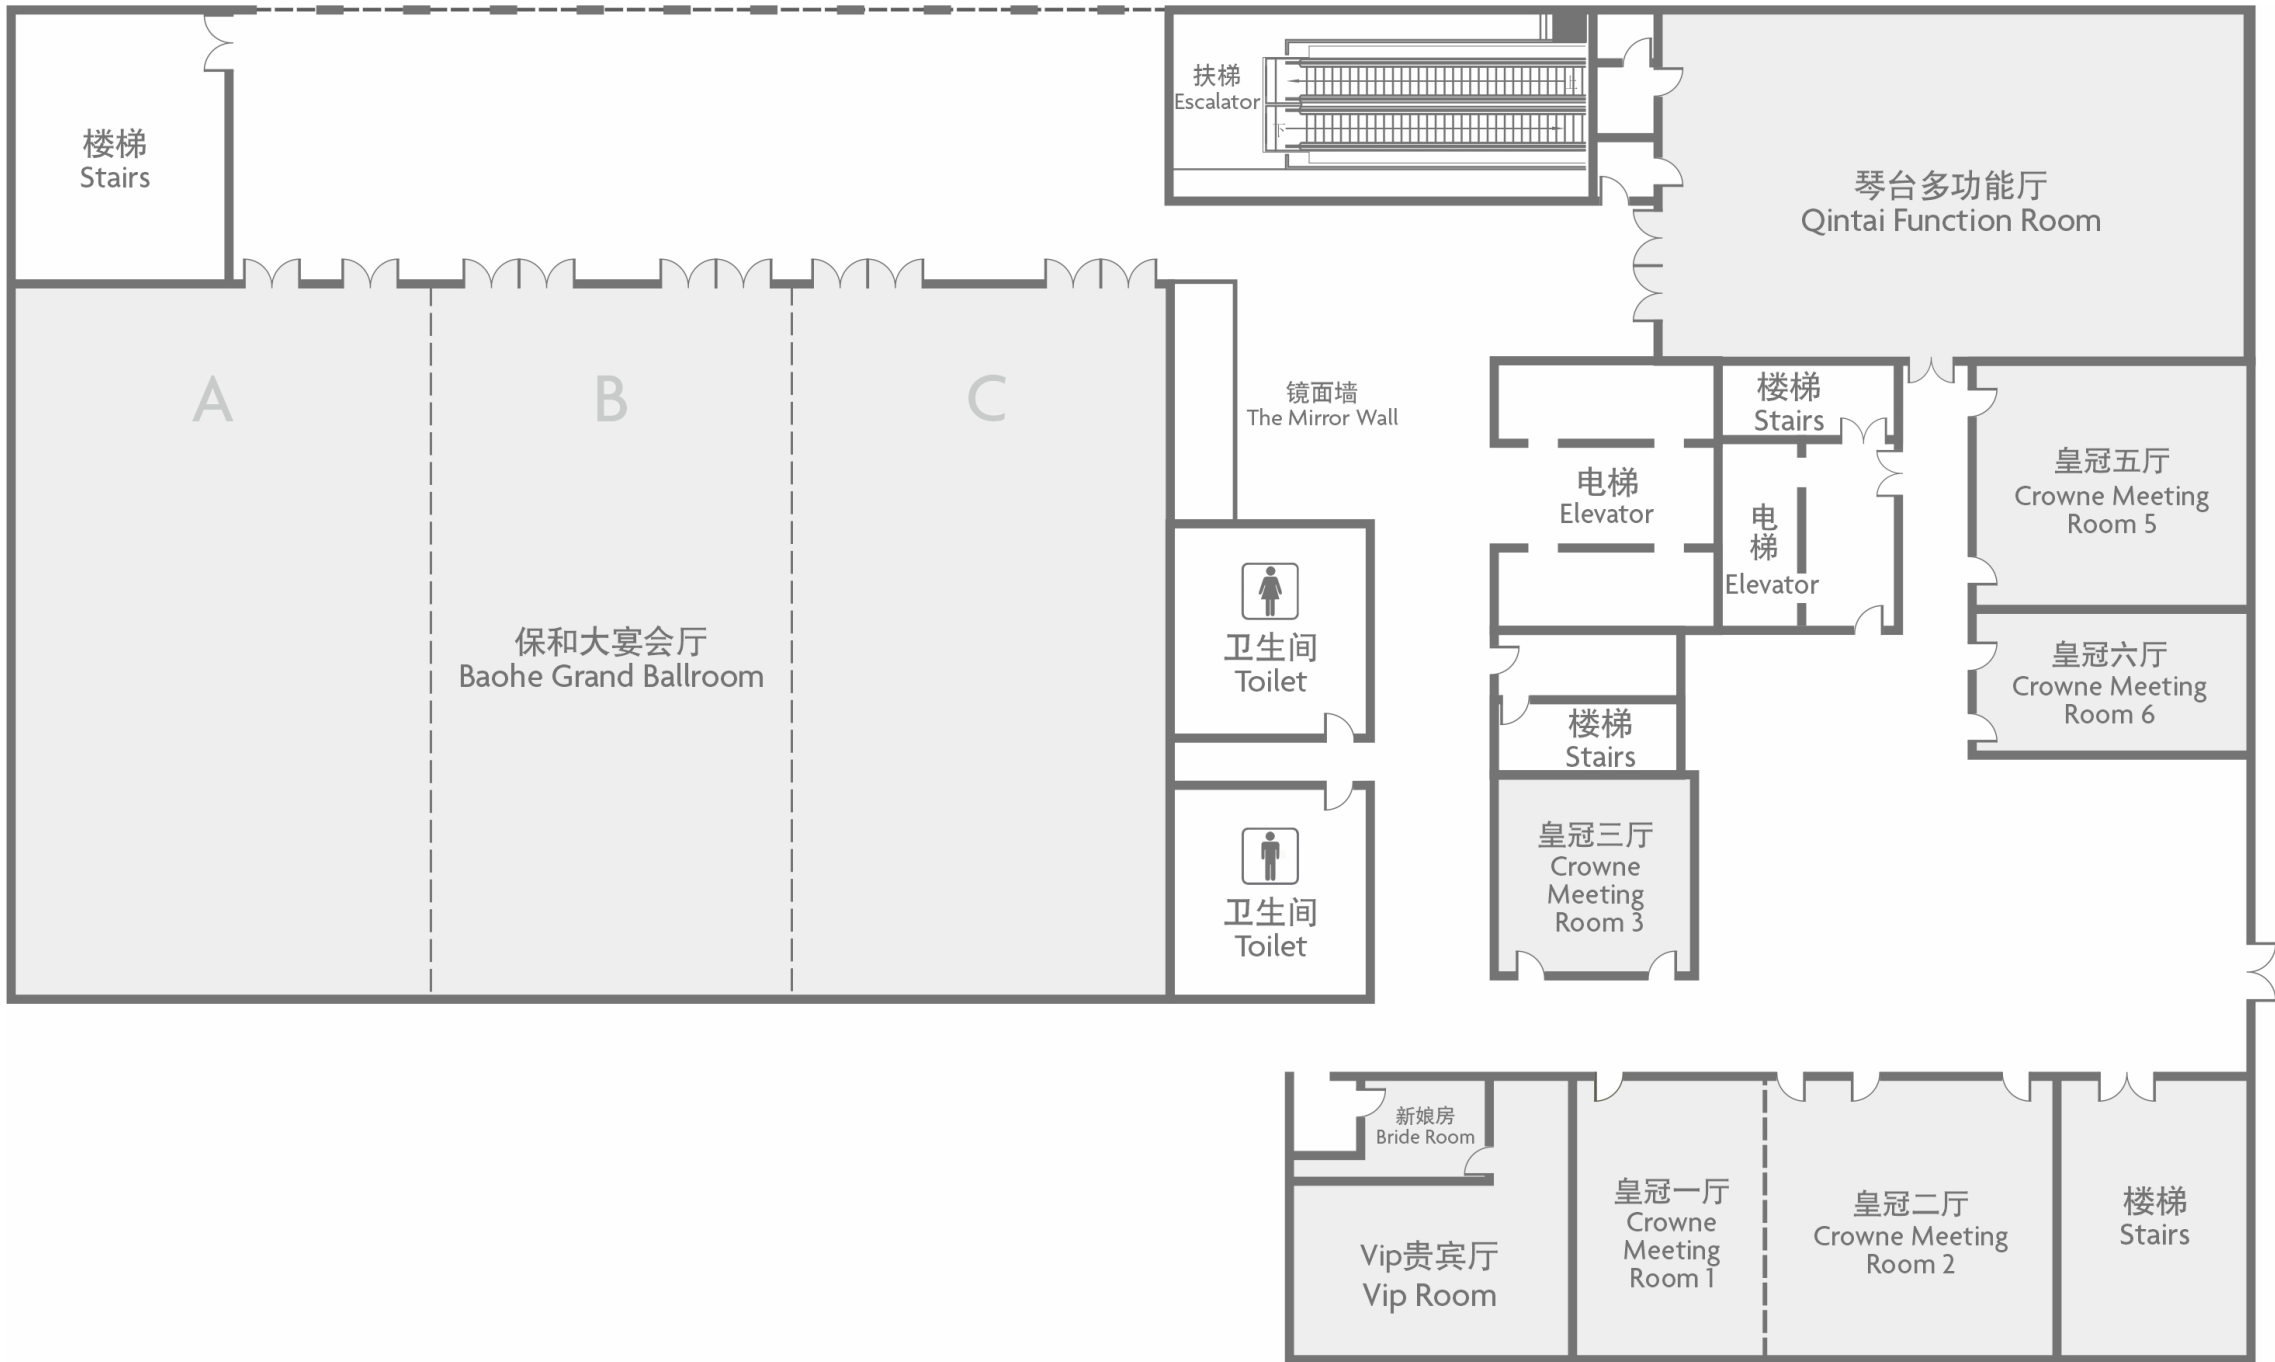 楼梯
Stairs
扶梯
Escalator
上
下
琴台多功能厅
Qintai Function Room
A
B
C
镜面墙
The Mirror Wall
楼梯
Stairs
电梯
Elevator
电
梯
Elevator
皇冠五厅
Crowne Meeting
Room 5
保和大宴会厅
Baohe Grand Ballroom
卫生间
Toilet
皇冠六厅
Crowne Meeting
Room 6
楼梯
Stairs
皇冠三厅
Crowne
Meeting
Room 3
卫生间
Toilet
新娘房
Bride Room
Vip贵宾厅
Vip Room
皇冠一厅
Crowne
Meeting
Room 1
皇冠二厅
Crowne Meeting
Room 2
楼梯
Stairs